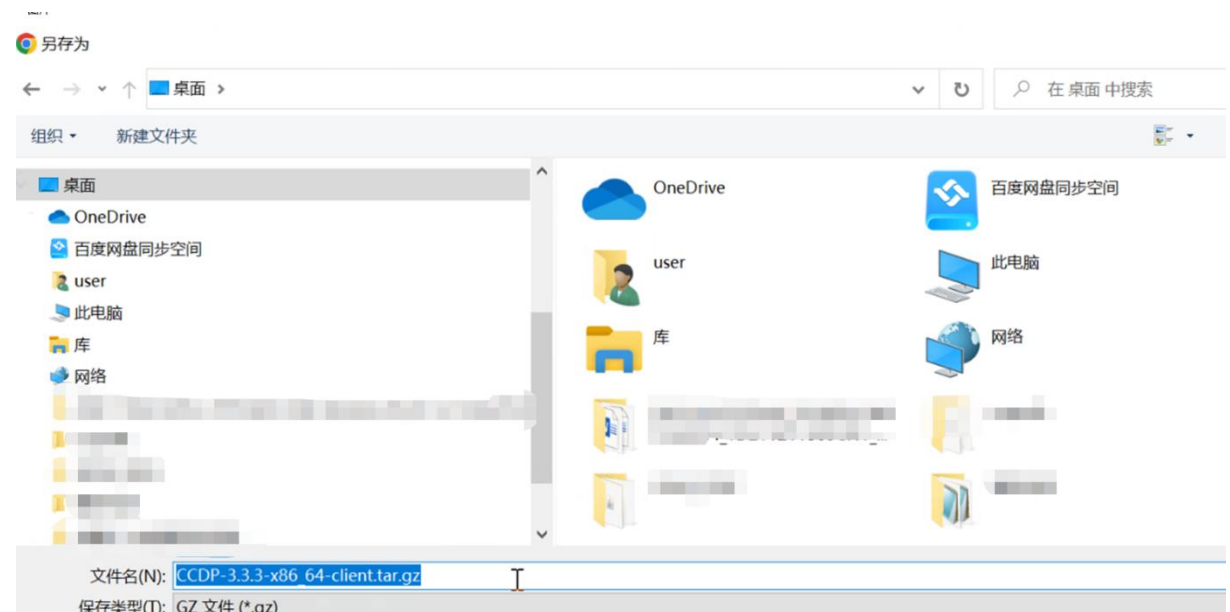 另存为
桌面
在 桌面 中搜索
组织
新建文件夹
桌面
OneDrive
百度网盘同步空间
user
此电脑
库
网络
OneDrive
百度网盘同步空间
user
此电脑
库
网络
文件名(N): CCDP-3.3.3-x86_64-client.tar.gz
保存类型(T): GZ 文件 (*.gz)